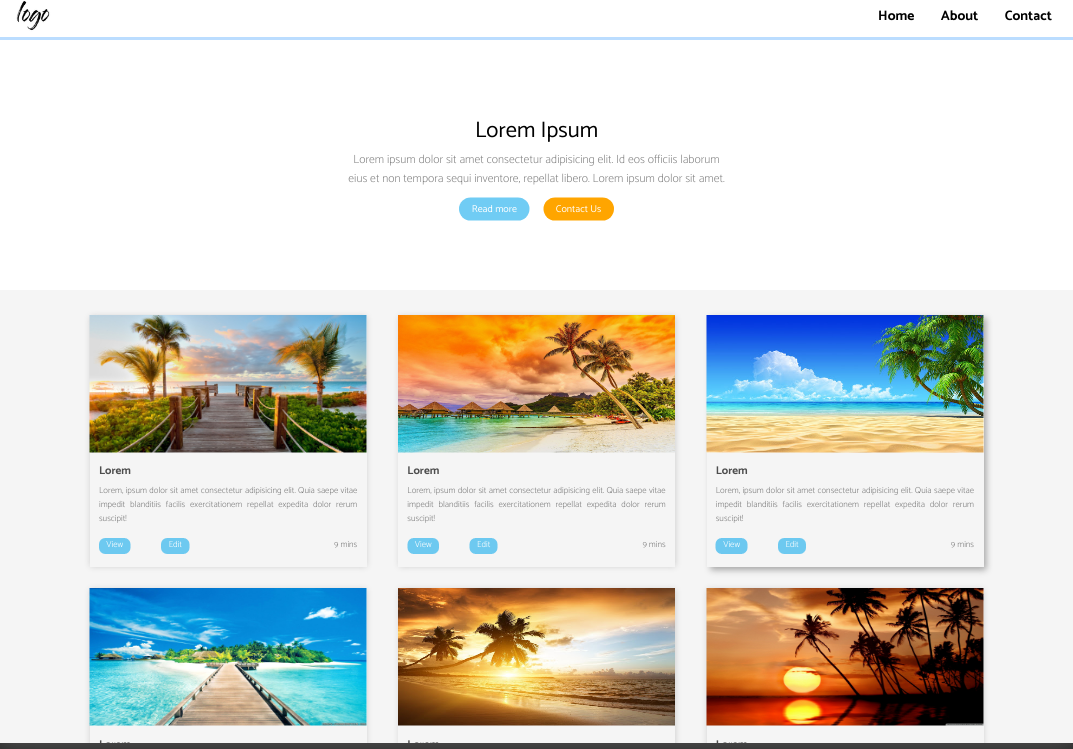 logo
Home About Contact
Lorem Ipsum
Lorem ipsum dolor sit amet consectetur adipisicing elit. Id eos officiis laborum
eius et non tempora sequi inventore, repellat libero. Lorem ipsum dolor sit amet.
Read more Contact Us
Lorem
Lorem, ipsum dolor sit amet consectetur adipisicing elit. Quia saepe vitae
impedit blanditiis facilis exercitationem repellat expedita dolor rerum
suscipit!
View Edit 9 mins
Lorem
Lorem, ipsum dolor sit amet consectetur adipisicing elit. Quia saepe vitae
impedit blanditiis facilis exercitationem repellat expedita dolor rerum
suscipit!
View Edit 9 mins
Lorem
Lorem, ipsum dolor sit amet consectetur adipisicing elit. Quia saepe vitae
impedit blanditiis facilis exercitationem repellat expedita dolor rerum
suscipit!
View Edit 9 mins